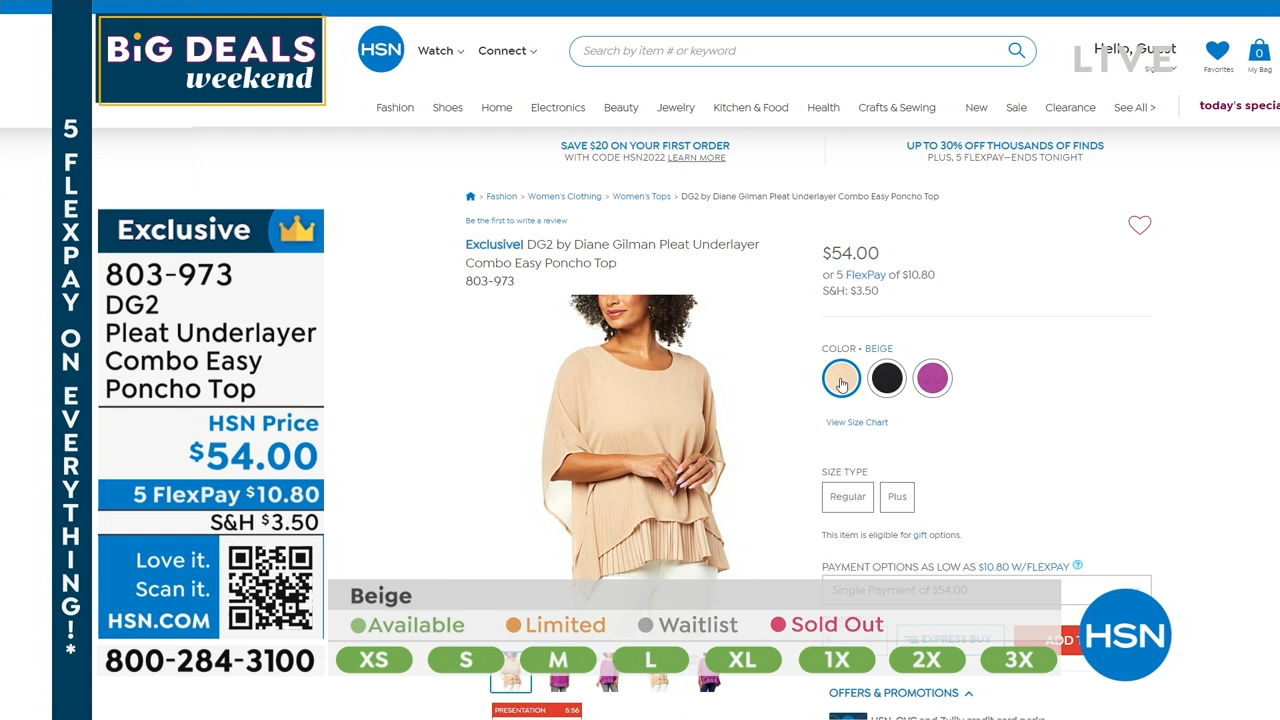 BiG DEALS
weekend
5 FLEXPAY ON EVERYTHING!*
HSN
Watch
Connect
Search by item # or keyword
Hello, Guest
LIVE
Favorites
0
My Bag
Fashion
Shoes
Home
Electronics
Beauty
Jewelry
Kitchen & Food
Health
Crafts & Sewing
New
Sale
Clearance
See All >
today's specia
SAVE $20 ON YOUR FIRST ORDER
WITH CODE HSN2022 LEARN MORE
UP TO 30% OFF THOUSANDS OF FINDS
PLUS, 5 FLEXPAY—ENDS TONIGHT
> Fashion > Women's Clothing > Women's Tops > DG2 by Diane Gilman Pleat Underlayer Combo Easy Poncho Top
Be the first to write a review
Exclusive! DG2 by Diane Gilman Pleat Underlayer
Combo Easy Poncho Top
803-973
$54.00
or 5 FlexPay of $10.80
S&H: $3.50
COLOR • BEIGE
View Size Chart
SIZE TYPE
Regular
Plus
This item is eligible for gift options.
PAYMENT OPTIONS AS LOW AS $10.80 W/FLEXPAY ?
Single Payment of $54.00
EXPRESS BUY
ADD T
OFFERS & PROMOTIONS
Exclusive
803-973
DG2
Pleat Underlayer
Combo Easy
Poncho Top
HSN Price
$54.00
5 FlexPay $10.80
S&H $3.50
Love it.
Scan it.
HSN.COM
800-284-3100
Beige
Available
Limited
Waitlist
Sold Out
XS
S
M
L
XL
1X
2X
3X
HSN
PRESENTATION 5:56